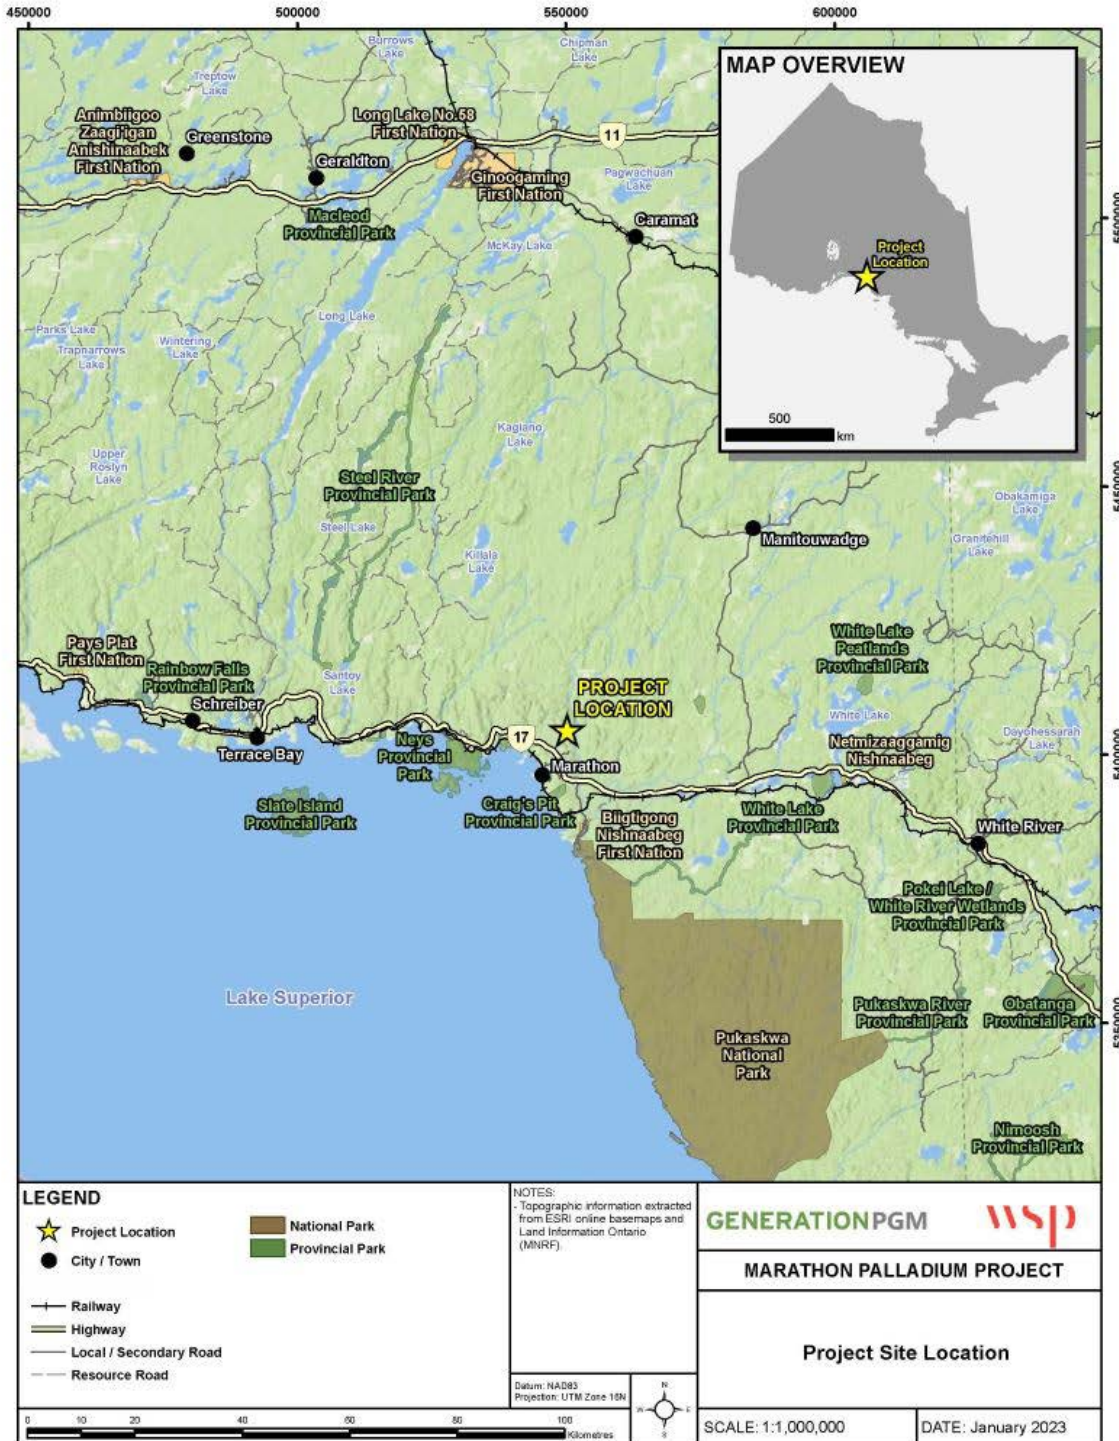 450000
500000
550000
600000
Burrows
Lake
Chipman
Lake
Treptow
Lake
MAP OVERVIEW
Project
Location
500
km
Animbiigoo
Zaagi'igan
Anishinaabek
First Nation
Greenstone
Long Lake No.58
First Nation
11
Geraldton
Ginoogaming
First Nation
Pagwachuan
Lake
Macleod
Provincial Park
Caramat
5500000
McKay Lake
Long Lake
Parks Lake
Trapnarrows
Lake
Wintering
Lake
Kagiano
Lake
Upper
Roslyn
Lake
Steel River
Provincial Park
5450000
Obakamiga
Lake
Steel Lake
Manitouwadge
Granitehill
Lake
Killala
Lake
Pays Plat
First Nation
Rainbow Falls
Provincial Park
White Lake
Peatlands
Provincial Park
Santoy
Lake
Schreiber
PROJECT
LOCATION
White Lake
17
Terrace Bay
Neys
Provincial
Park
Netmizaaggamig
Nishnaabeg
Dayohessarah
Lake
5400000
Marathon
Slate Island
Provincial Park
Craig's Pit
Provincial Park
Biigtigong
Nishnaabeg
First Nation
White Lake
Provincial Park
White River
Pokei Lake /
White River Wetlands
Provincial Park
Lake Superior
Pukaskwa River
Provincial Park
Obatanga
Provincial Park
5350000
Pukaskwa
National
Park
Nimoosh
Provincial Park
LEGEND
Project Location
City / Town
National Park
Provincial Park
Railway
Highway
Local / Secondary Road
Resource Road
0 10 20 40 60 80 100
Kilometres
NOTES:
- Topographic information extracted
from ESRI online basemaps and
Land Information Ontario
(MNRF).
Datum: NAD83
Projection: UTM Zone 16N
N
W E
S
GENERATIONPGM
wsp
MARATHON PALLADIUM PROJECT
Project Site Location
SCALE: 1:1,000,000
DATE: January 2023